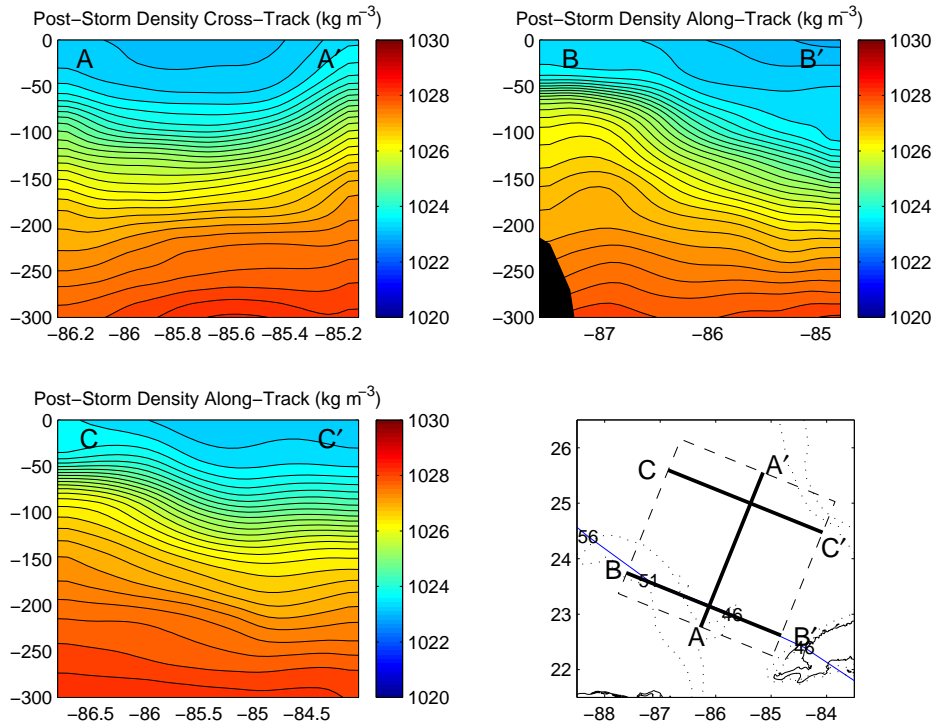 Post−Storm Density Cross−Track (kg m−3)
Post−Storm Density Along−Track (kg m−3)
0
−50
−100
−150
−200
−250
−300
A
A′
−86.2 −86 −85.8 −85.6 −85.4 −85.2
1030
1028
1026
1024
1022
1020
0
−50
−100
−150
−200
−250
−300
B
B′
−87 −86 −85
1030
1028
1026
1024
1022
1020
Post−Storm Density Along−Track (kg m−3)
0
−50
−100
−150
−200
−250
−300
C
C′
−86.5 −86 −85.5 −85 −84.5
1030
1028
1026
1024
1022
1020
26
25
24
23
22
A′
C
C′
56
B
51
46
A
B′
46
−88 −87 −86 −85 −84